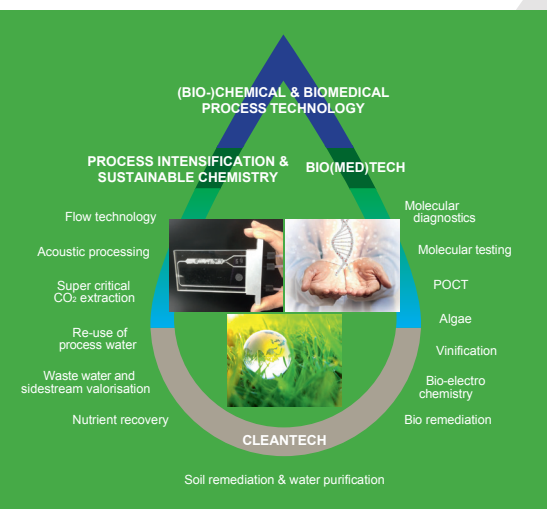 (BIO-)CHEMICAL & BIOMEDICAL
PROCESS TECHNOLOGY
PROCESS INTENSIFICATION &
SUSTAINABLE CHEMISTRY
BIO(MED)TECH
Flow technology
Acoustic processing
Super critical
CO₂ extraction
Re-use of
process water
Waste water and
sidestream valorisation
Nutrient recovery
Molecular
diagnostics
Molecular testing
POCT
Algae
Vinification
Bio-electro
chemistry
Bio remediation
CLEANTECH
Soil remediation & water purification